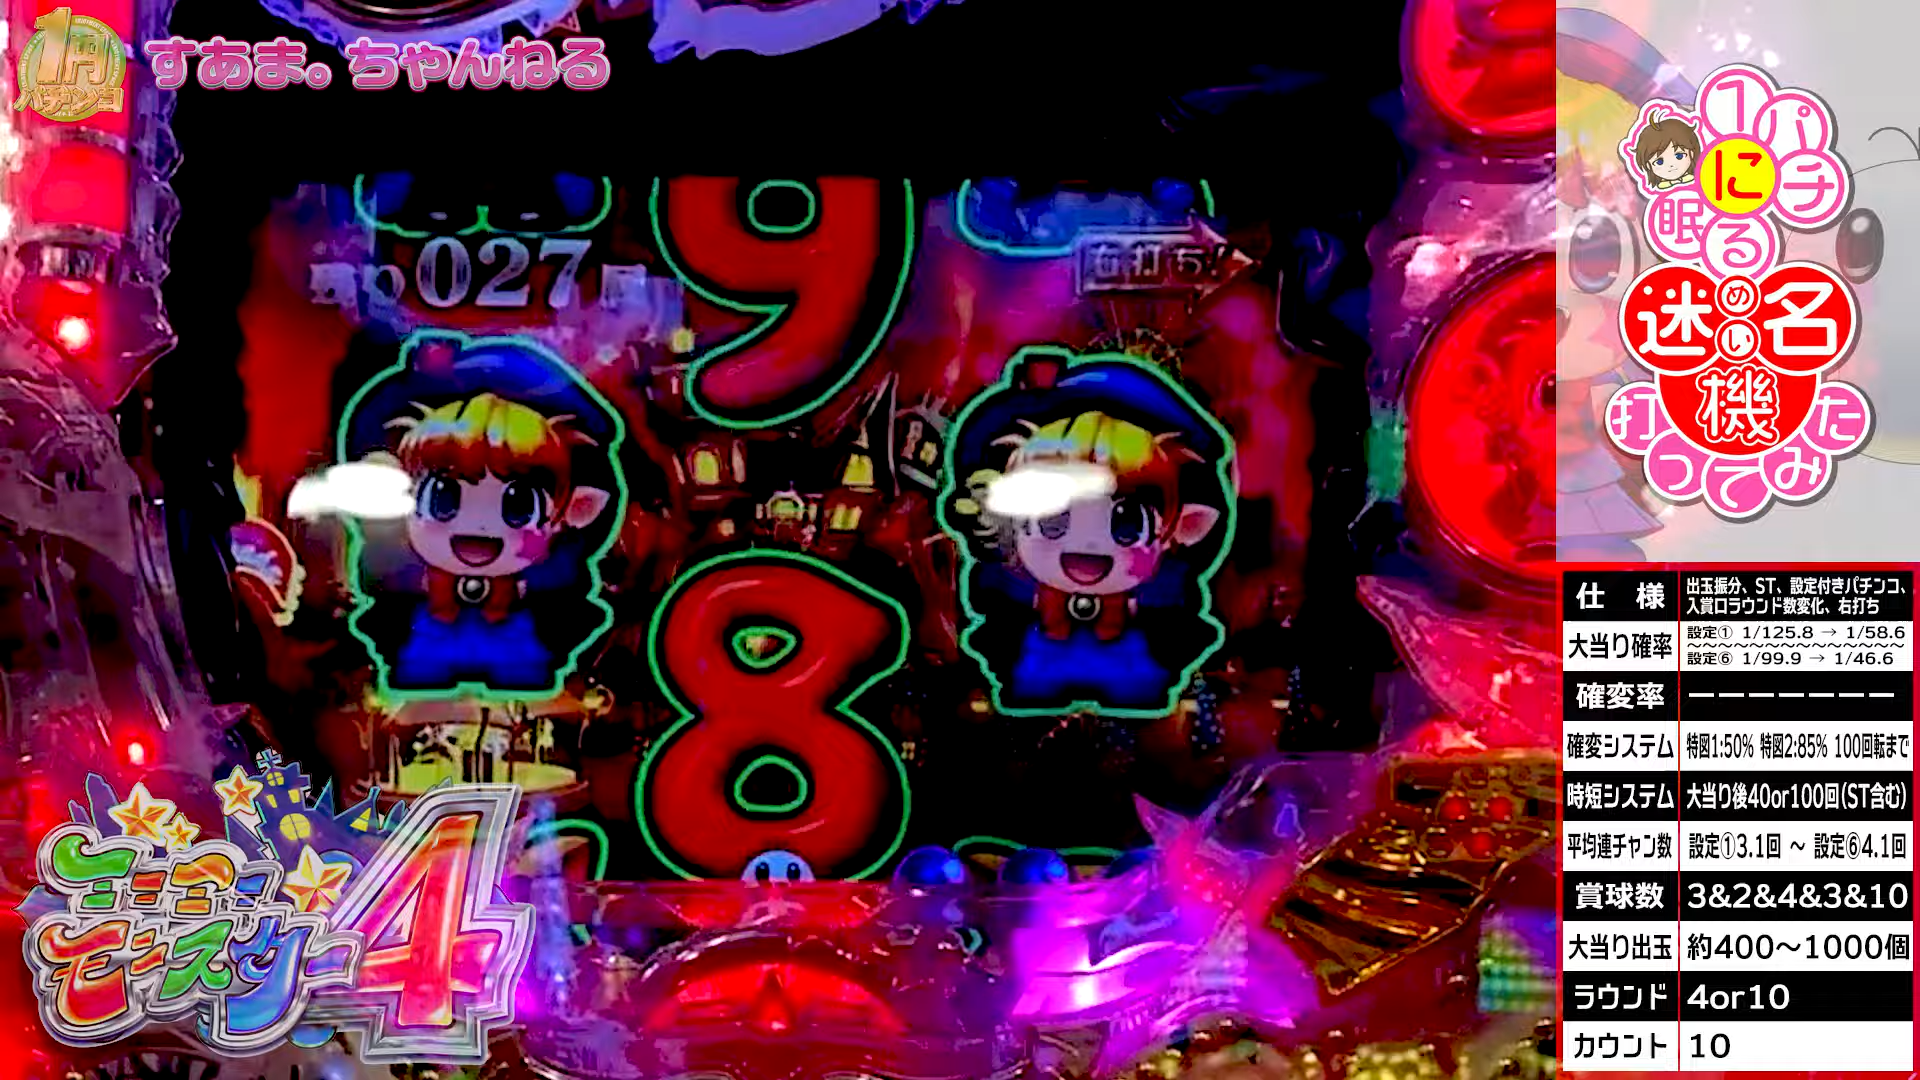 1円
パチンコ
すあま。ちゃんねる
027
右打ち!
9
8
ミニミニ
モンスター4
1パチ
に
眠る
迷名
めい
機
打ってみた
仕 様
出玉振分、ST、設定付きパチンコ、
入賞口ラウンド数変化、右打ち
大当り確率
設定① 1/125.8 → 1/58.6
~~~~~~~~~~~~~~~
設定⑥ 1/99.9 → 1/46.6
確変率
ーーーーーーー
確変システム
特図1:50% 特図2:85% 100回転まで
時短システム
大当り後40or100回(ST含む)
平均連チャン数
設定①3.1回 ～ 設定⑥4.1回
賞球数
3&2&4&3&10
大当り出玉
約400～1000個
ラウンド
4or10
カウント
10